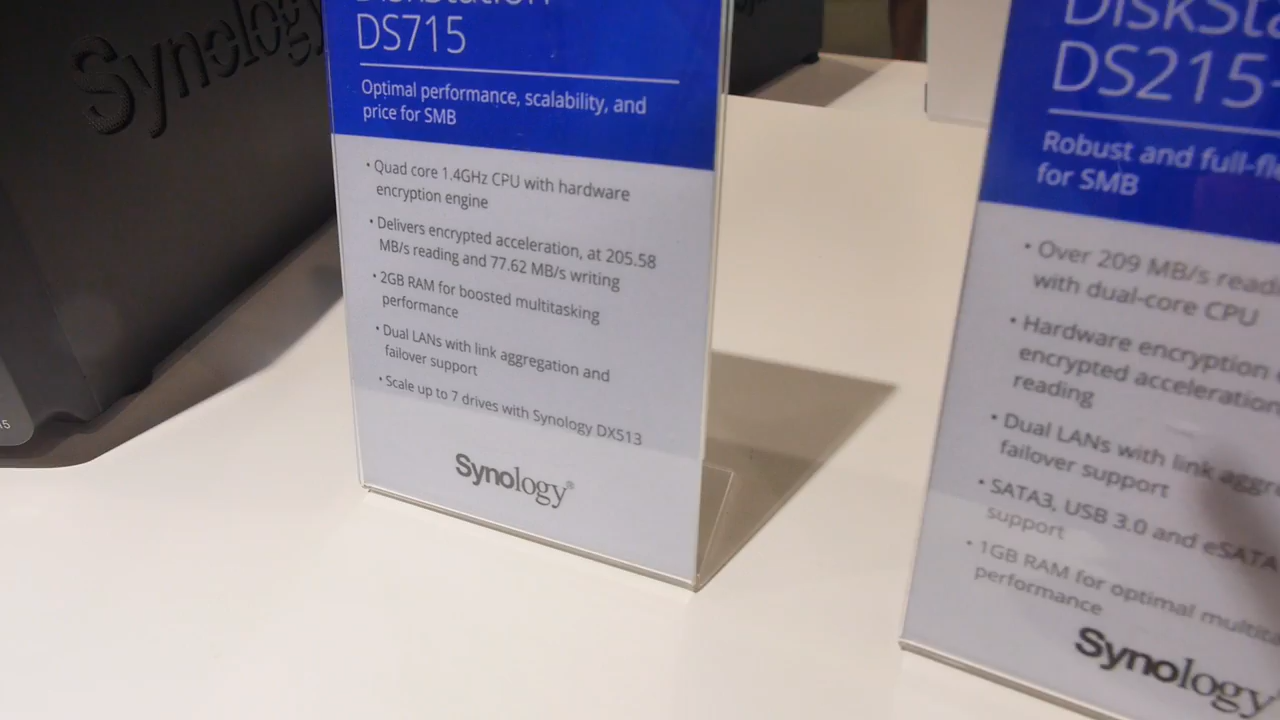 Synology
DS715
Optimal performance, scalability, and
price for SMB
• Quad core 1.4GHz CPU with hardware
encryption engine
• Delivers encrypted acceleration, at 205.58
MB/s reading and 77.62 MB/s writing
• 2GB RAM for boosted multitasking
performance
• Dual LANs with link aggregation and
failover support
• Scale up to 7 drives with Synology DX513
Synology®
DS215
Robust and
for SMB
• Over 209 MB/s
with dual-core CPU
• Hardware encryption
encrypted acceleration
reading
• Dual LANs with link
failover support
• SATA3, USB 3.0 and eSATA
support
• 1GB RAM for optimal
performance
Synology